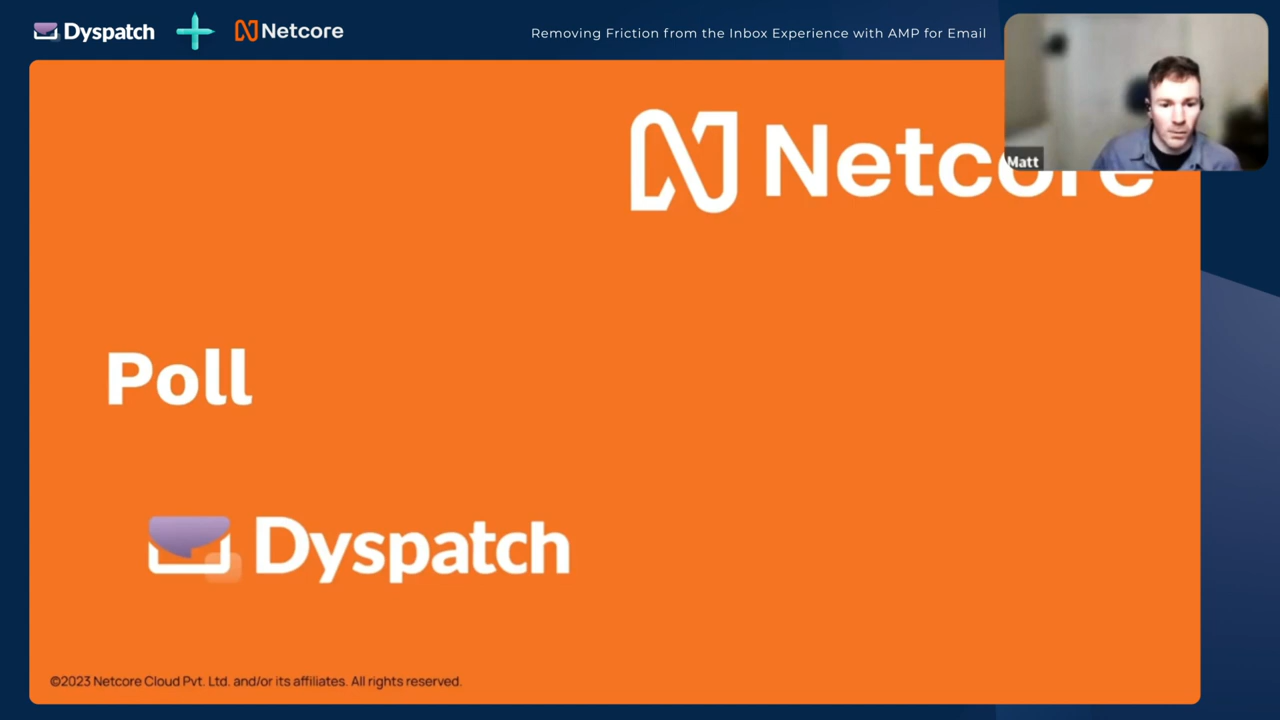 Dyspatch
Netcore
Removing Friction from the Inbox Experience with AMP for Email
Matt
Netcore
Poll
Dyspatch
©2023 Netcore Cloud Pvt. Ltd. and/or its affiliates. All rights reserved.